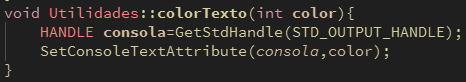 void Utilidades::colorTexto(int color){
    HANDLE consola=GetStdHandle(STD_OUTPUT_HANDLE);
    SetConsoleTextAttribute(consola,color);
}